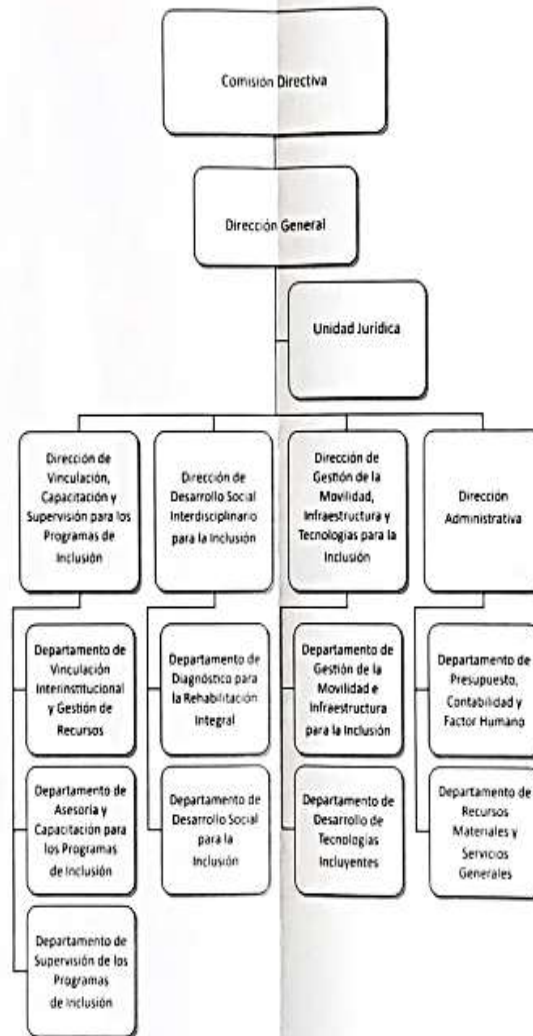 Comisión Directiva
Dirección General
Unidad Jurídica
Dirección de
Vinculación,
Capacitación y
Supervisión para los
Programas de
Inclusión
Dirección de
Desarrollo Social
Interdisciplinario
para la Inclusión
Dirección de
Gestión de la
Movilidad,
Infraestructura y
Tecnologías para la
Inclusión
Dirección
Administrativa
Departamento de
Vinculación
Interinstitucional
y Gestión de
Recursos
Departamento de
Diagnóstico para
la Rehabilitación
Integral
Departamento de
Gestión de la
Movilidad e
Infraestructura
para la Inclusión
Departamento de
Presupuesto,
Contabilidad y
Factor Humano
Departamento de
Asesoría y
Capacitación para
los Programas
de Inclusión
Departamento de
Desarrollo Social
para la
Inclusión
Departamento de
Desarrollo de
Tecnologías
Incluyentes
Departamento de
Recursos
Materiales y
Servicios
Generales
Departamento de
Supervisión de los
Programas
de Inclusión